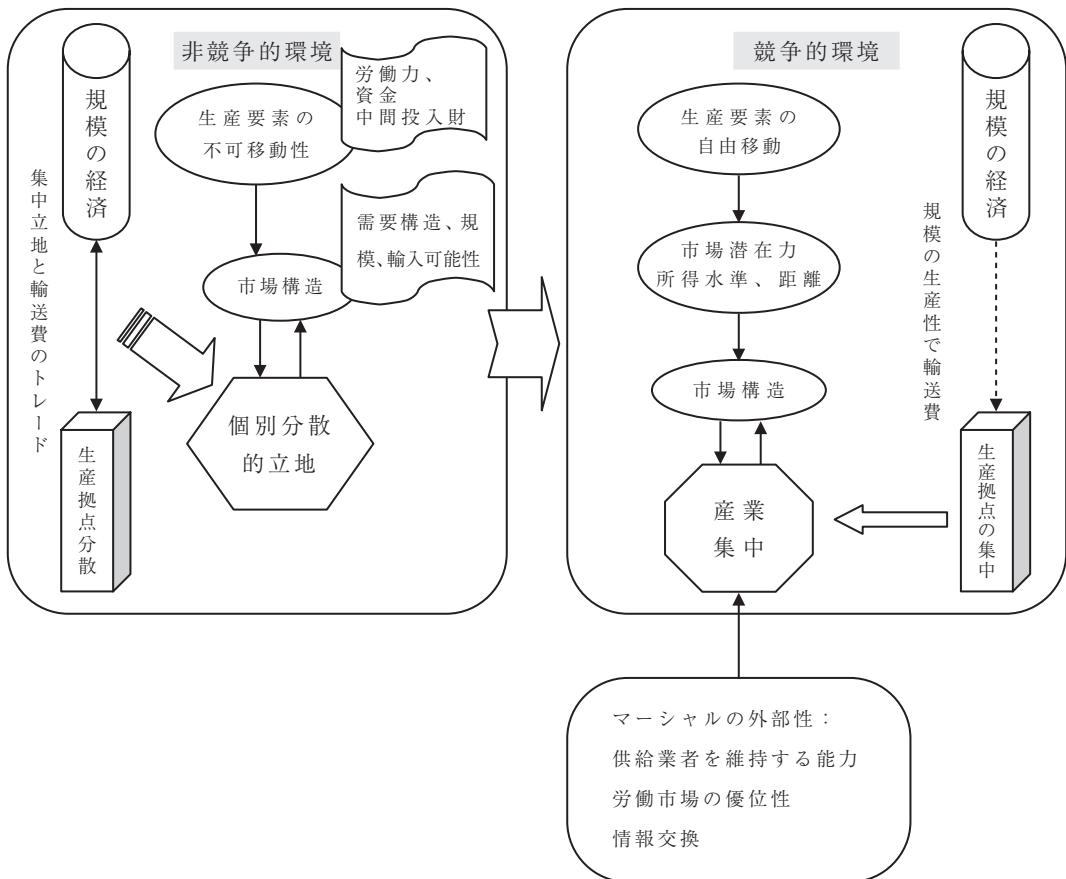 非競争的環境
規模の経済
生産要素の
不可移動性
労働力、
資金
中間投入財
需要構造、規
模、輸入可能性
市場構造
個別分散
的立地
集中立地と輸送費のトレード
生産拠点分散
競争的環境
生産要素の
自由移動
市場潜在力
所得水準、距離
市場構造
産業
集中
規模の経済
規模の生産性で輸送費
生産拠点の集中
マーシャルの外部性：
供給業者を維持する能力
労働市場の優位性
情報交換